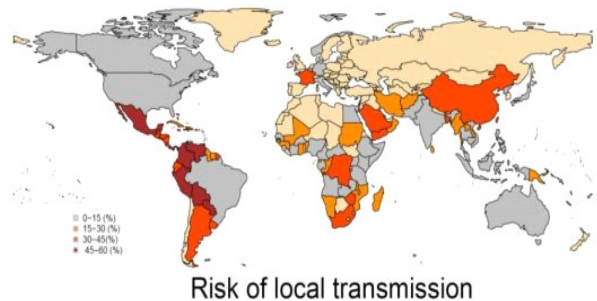 0-15 (%)
15-30 (%)
30-45(%)
45-60 (%)
Risk of local transmission